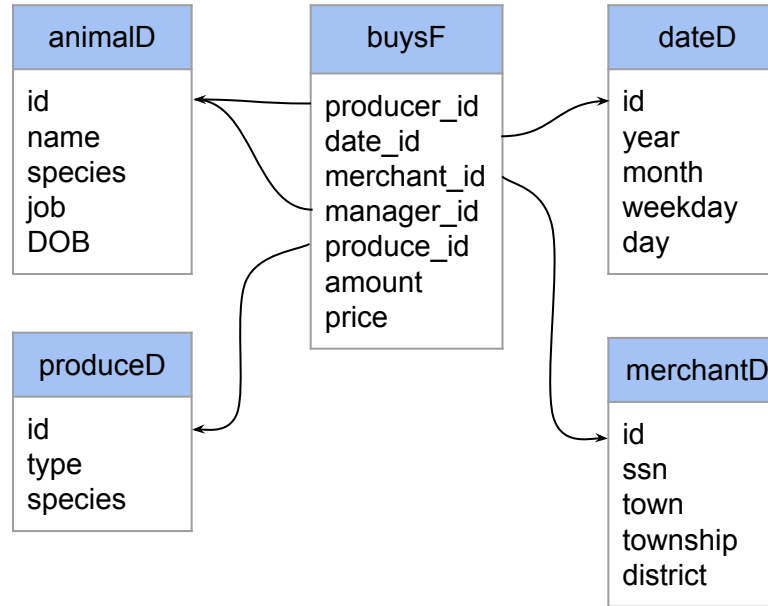 animalD
id
name
species
job
DOB
buysF
producer_id
date_id
merchant_id
manager_id
produce_id
amount
price
dateD
id
year
month
weekday
day
produceD
id
type
species
merchantD
id
ssn
town
township
district